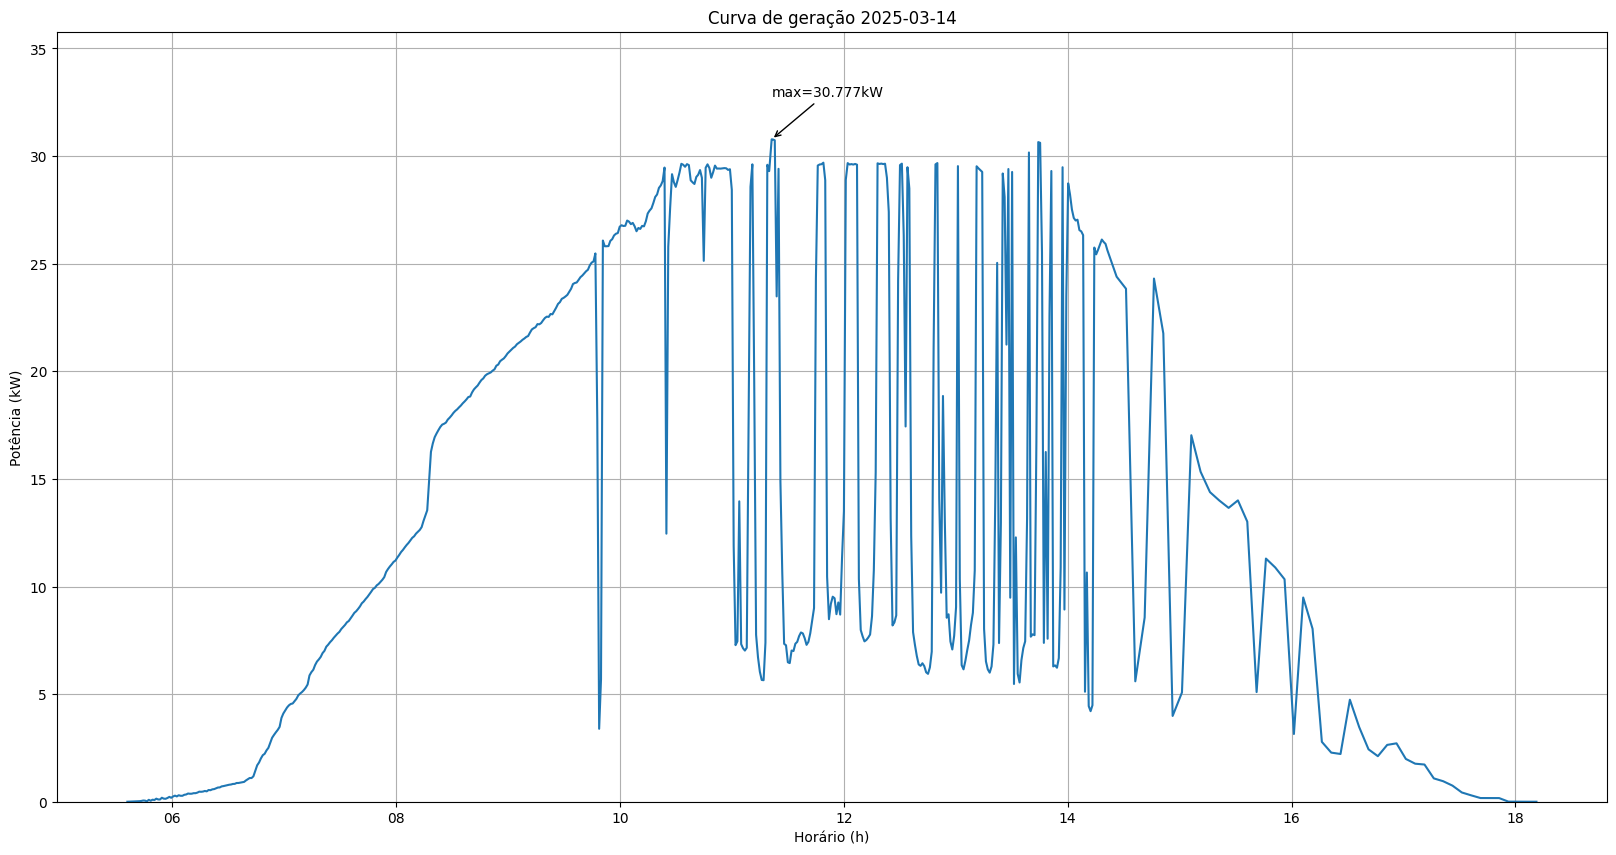 Curva de geração 2025-03-14
35
30
25
20
15
10
5
0
Potência (kW)
max=30.777kW
06 08 10 12 14 16 18
Horário (h)